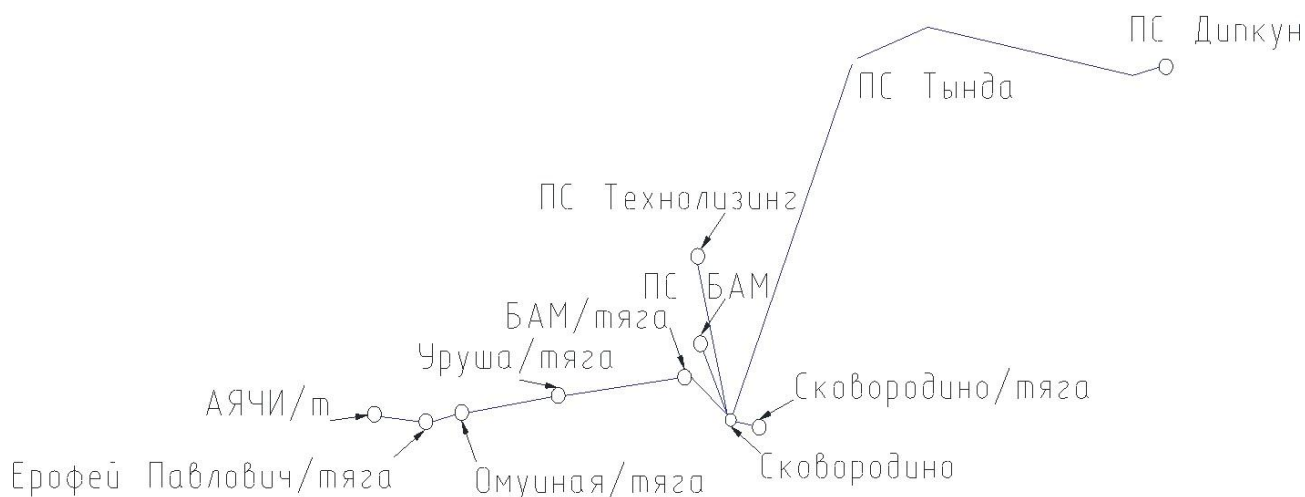 ПС Дипкун
ПС Тында
ПС Технолизинг
ПС БАМ
БАМ/тяга
Уруша/тяга
Сковородино/тяга
АЯЧИ/т
Ерофей Павлович/тяга
Омуиная/тяга
Сковородино